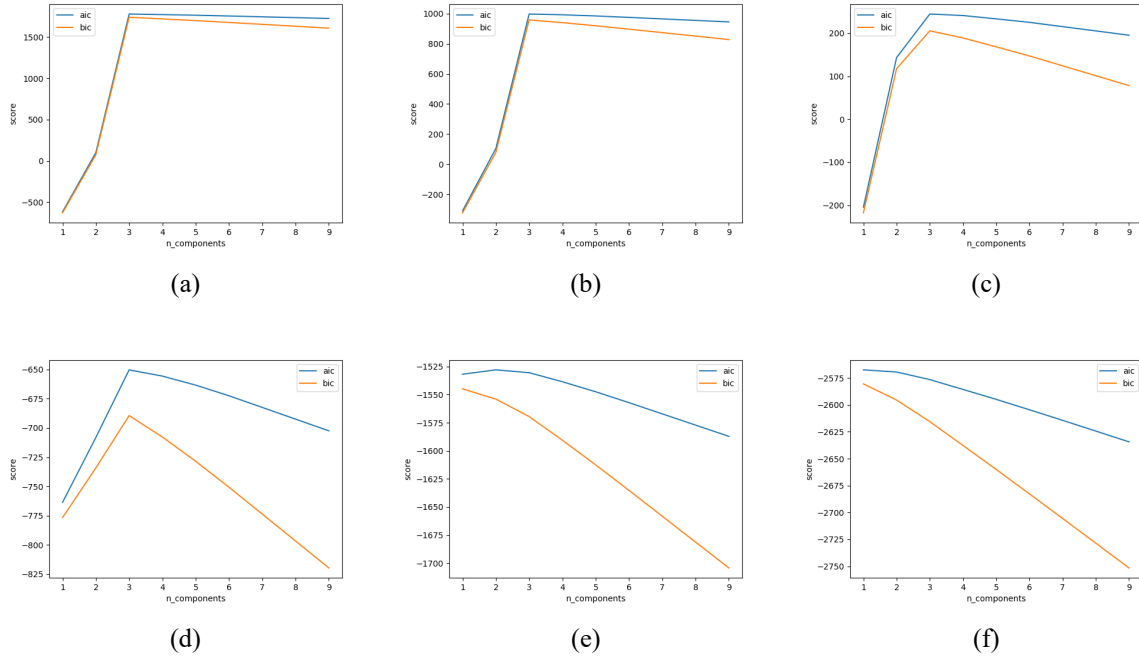 aic
bic
1500
1000
500
0
−500
score
1 2 3 4 5 6 7 8 9
n_components
(a)
aic
bic
1000
800
600
400
200
0
−200
score
1 2 3 4 5 6 7 8 9
n_components
(b)
aic
bic
200
100
0
−100
−200
score
1 2 3 4 5 6 7 8 9
n_components
(c)
aic
bic
−650
−675
−700
−725
−750
−775
−800
−825
score
1 2 3 4 5 6 7 8 9
n_components
(d)
aic
bic
−1525
−1550
−1575
−1600
−1625
−1650
−1675
−1700
score
1 2 3 4 5 6 7 8 9
n_components
(e)
aic
bic
−2575
−2600
−2625
−2650
−2675
−2700
−2725
−2750
score
1 2 3 4 5 6 7 8 9
n_components
(f)